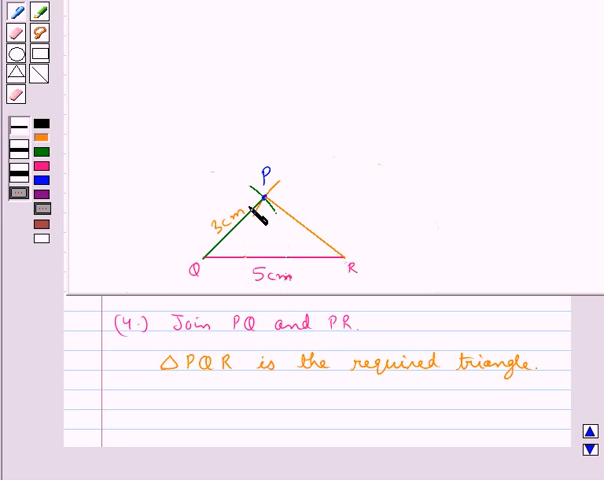 P
3cm
Q
R
5cm
(4.) Join PQ and PR.
△ PQR is the required triangle.